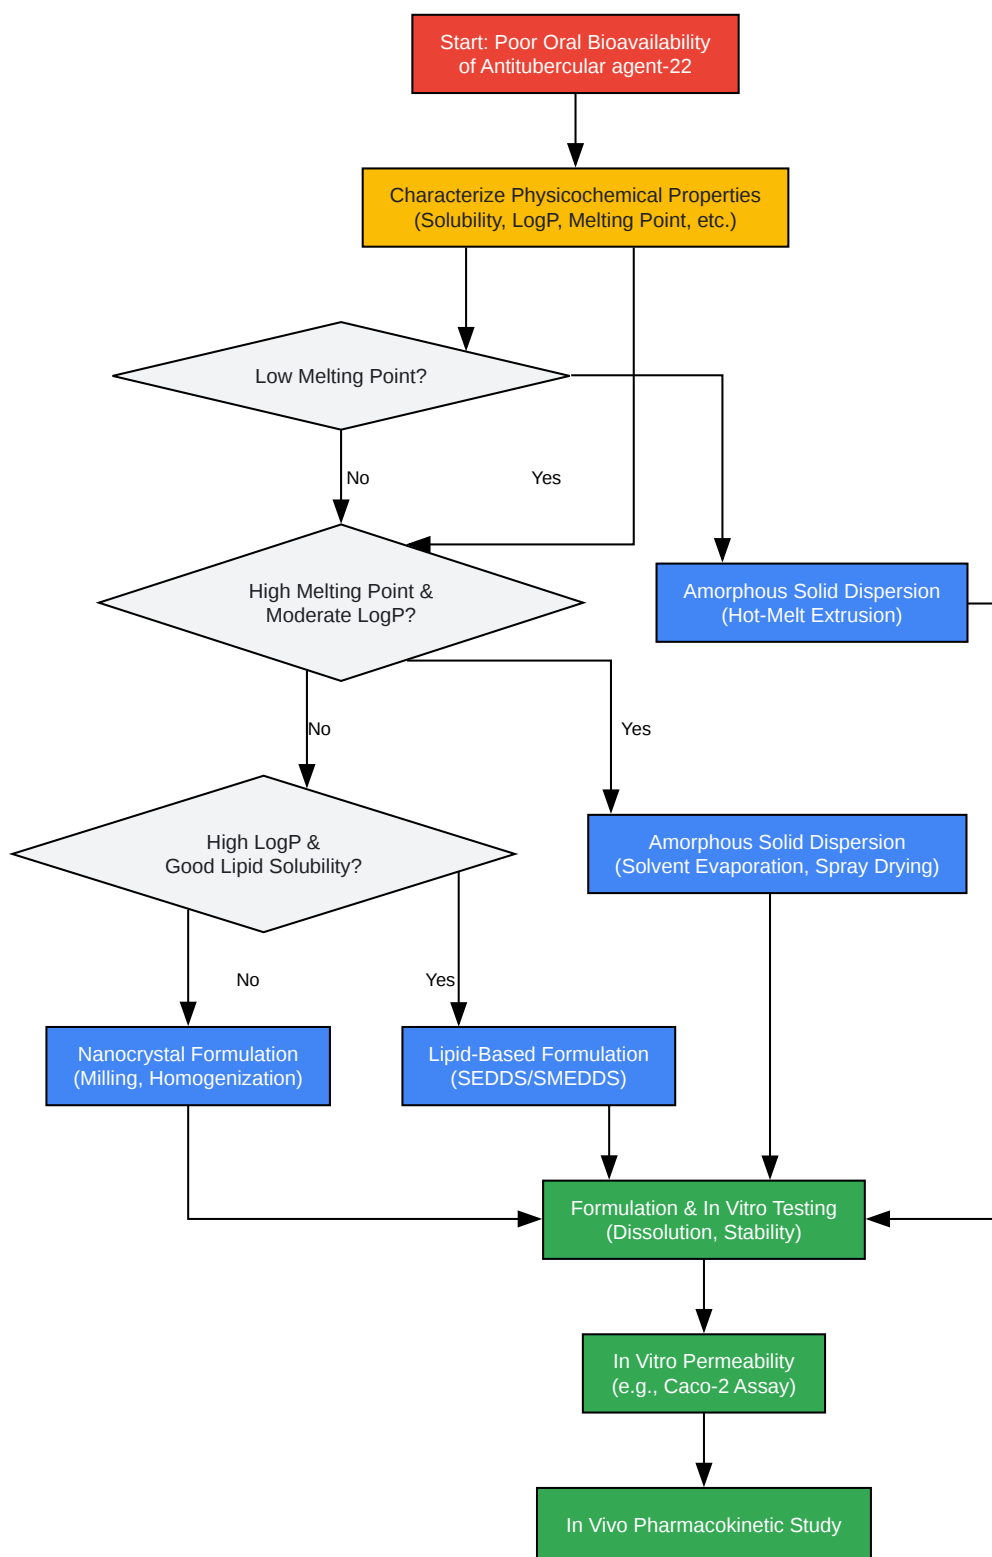 Start: Poor Oral Bioavailability
of Antitubercular agent-22
Characterize Physicochemical Properties
(Solubility, LogP, Melting Point, etc.)
Low Melting Point?
No
Yes
High Melting Point &
Moderate LogP?
Amorphous Solid Dispersion
(Hot-Melt Extrusion)
No
Yes
High LogP &
Good Lipid Solubility?
Amorphous Solid Dispersion
(Solvent Evaporation, Spray Drying)
No
Yes
Nanocrystal Formulation
(Milling, Homogenization)
Lipid-Based Formulation
(SEDDS/SMEDDS)
Formulation & In Vitro Testing
(Dissolution, Stability)
In Vitro Permeability
(e.g., Caco-2 Assay)
In Vivo Pharmacokinetic Study